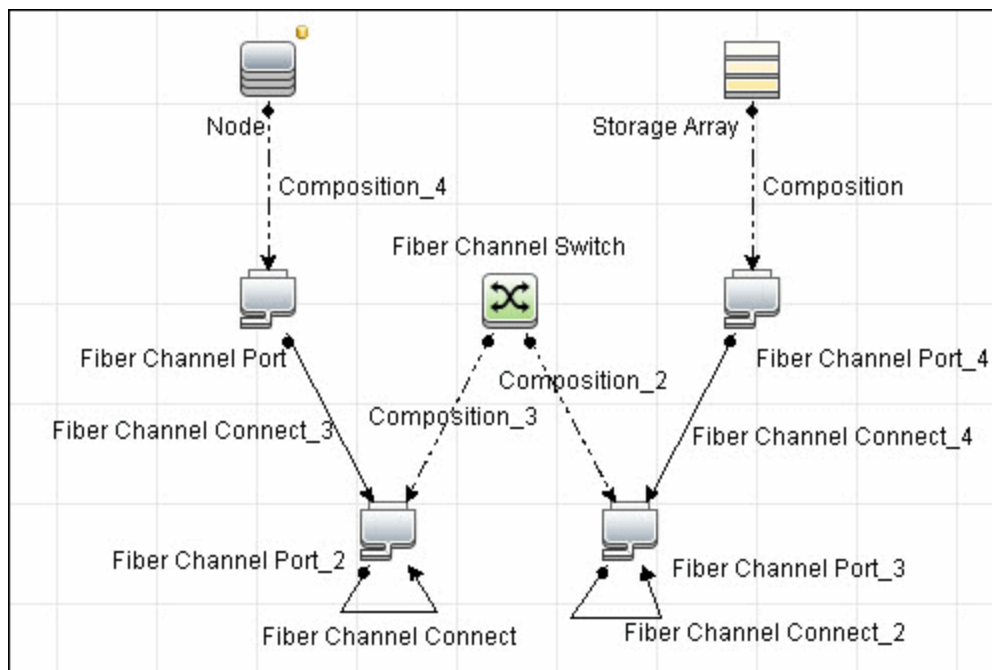 Node
Storage Array
Composition_4
Composition
Fiber Channel Switch
Fiber Channel Port
Fiber Channel Port_4
Composition_2
Composition_3
Fiber Channel Connect_3
Fiber Channel Connect_4
Fiber Channel Port_2
Fiber Channel Port_3
Fiber Channel Connect
Fiber Channel Connect_2